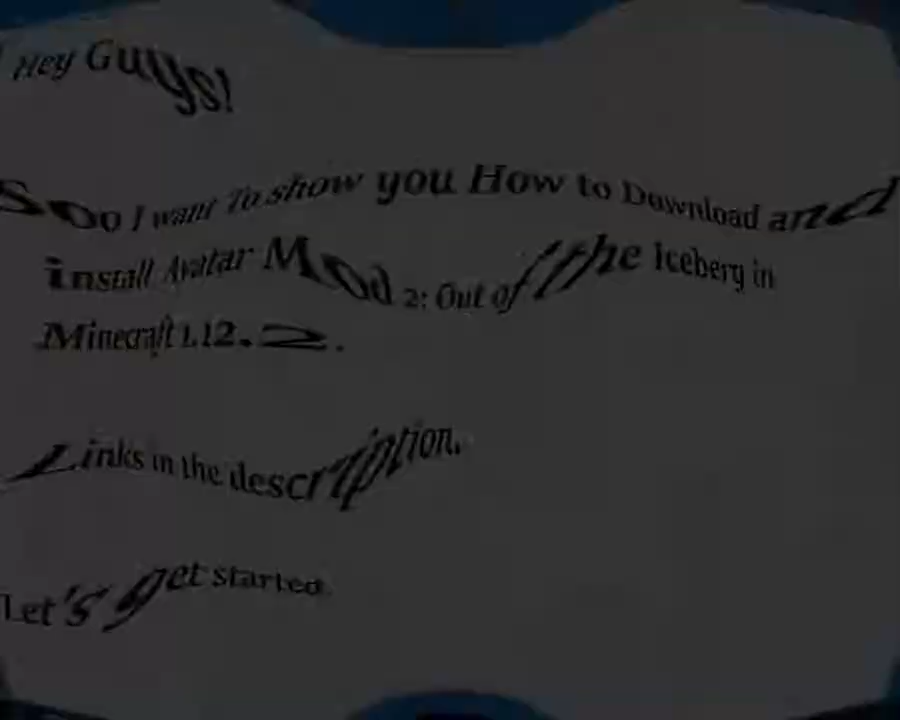 Hey Guys!
Soo I want To show you How to Download and
install Avatar Mod 2: Out of the Iceberg in
Minecraft 1.12.2.
Links in the description.
Let's get started.